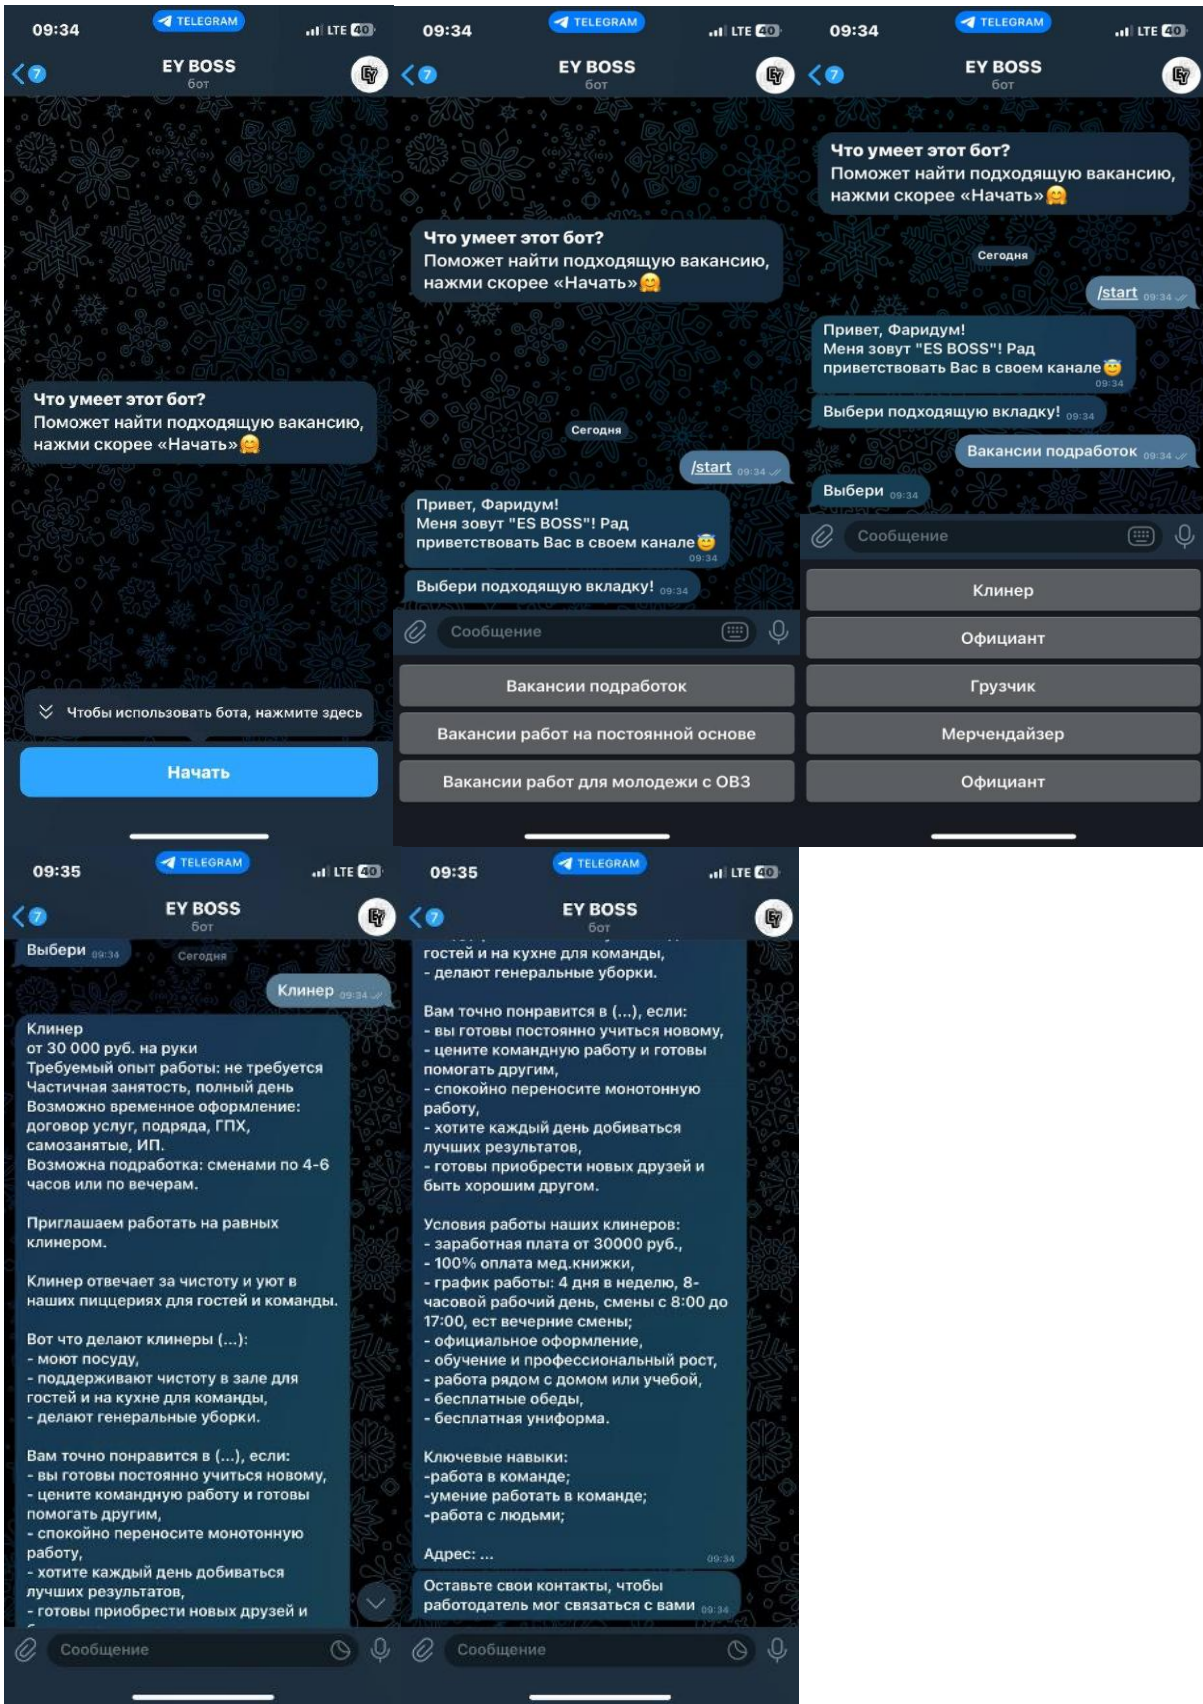 09:34
TELEGRAM
LTE 40
7
EY BOSS
бот
EY
Что умеет этот бот?
Поможет найти подходящую вакансию,
нажми скорее «Начать»🤗
Чтобы использовать бота, нажмите здесь
Начать
09:34
TELEGRAM
LTE 40
7
EY BOSS
бот
EY
Что умеет этот бот?
Поможет найти подходящую вакансию,
нажми скорее «Начать»🤗
Сегодня
/start 09:34
Привет, Фаридум!
Меня зовут "ES BOSS"! Рад
приветствовать Вас в своем канале😇
09:34
Выбери подходящую вкладку! 09:34
Сообщение
Вакансии подработок
Вакансии работ на постоянной основе
Вакансии работ для молодежи с ОВЗ
09:34
TELEGRAM
LTE 40
7
EY BOSS
бот
EY
Что умеет этот бот?
Поможет найти подходящую вакансию,
нажми скорее «Начать»🤗
Сегодня
/start 09:34
Привет, Фаридум!
Меня зовут "ES BOSS"! Рад
приветствовать Вас в своем канале😇
09:34
Выбери подходящую вкладку! 09:34
Вакансии подработок 09:34
Выбери 09:34
Сообщение
Клинер
Официант
Грузчик
Мерчендайзер
Официант
09:35
TELEGRAM
LTE 40
7
EY BOSS
бот
EY
Выбери 09:34
Сегодня
Клинер 09:34
Клинер
от 30 000 руб. на руки
Требуемый опыт работы: не требуется
Частичная занятость, полный день
Возможно временное оформление:
договор услуг, подряда, ГПХ,
самозанятые, ИП.
Возможна подработка: сменами по 4-6
часов или по вечерам.
Приглашаем работать на равных
клинером.
Клинер отвечает за чистоту и уют в
наших пиццериях для гостей и команды.
Вот что делают клинеры (...):
- моют посуду,
- поддерживают чистоту в зале для
гостей и на кухне для команды,
- делают генеральные уборки.
Вам точно понравится в (...), если:
- вы готовы постоянно учиться новому,
- цените командную работу и готовы
помогать другим,
- спокойно переносите монотонную
работу,
- хотите каждый день добиваться
лучших результатов,
- готовы приобрести новых друзей и
Сообщение
09:35
TELEGRAM
LTE 40
7
EY BOSS
бот
EY
гостей и на кухне для команды,
- делают генеральные уборки.
Вам точно понравится в (...), если:
- вы готовы постоянно учиться новому,
- цените командную работу и готовы
помогать другим,
- спокойно переносите монотонную
работу,
- хотите каждый день добиваться
лучших результатов,
- готовы приобрести новых друзей и
быть хорошим другом.
Условия работы наших клинеров:
- заработная плата от 30000 руб.,
- 100% оплата мед.книжки,
- график работы: 4 дня в неделю, 8-
часовой рабочий день, смены с 8:00 до
17:00, ест вечерние смены;
- официальное оформление,
- обучение и профессиональный рост,
- работа рядом с домом или учебой,
- бесплатные обеды,
- бесплатная униформа.
Ключевые навыки:
-работа в команде;
-умение работать в команде;
-работа с людьми;
Адрес: ...
09:34
Оставьте свои контакты, чтобы
работодатель мог связаться с вами 09:34
Сообщение